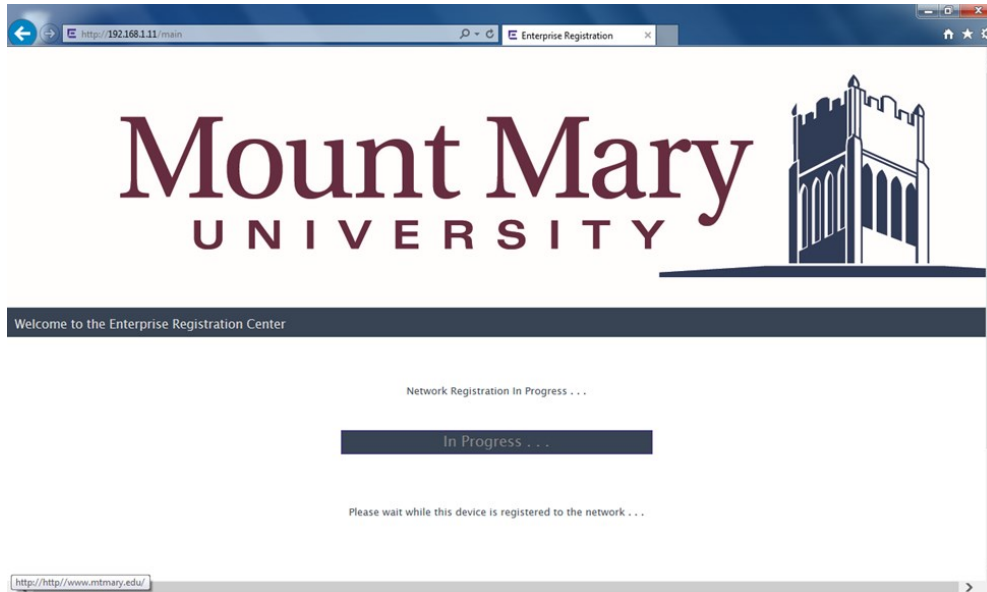 http://192.168.1.11/main
Enterprise Registration
Mount Mary
UNIVERSITY
Welcome to the Enterprise Registration Center
Network Registration In Progress . . .
In Progress . . .
Please wait while this device is registered to the network . . .
http://http//www.mtmary.edu/